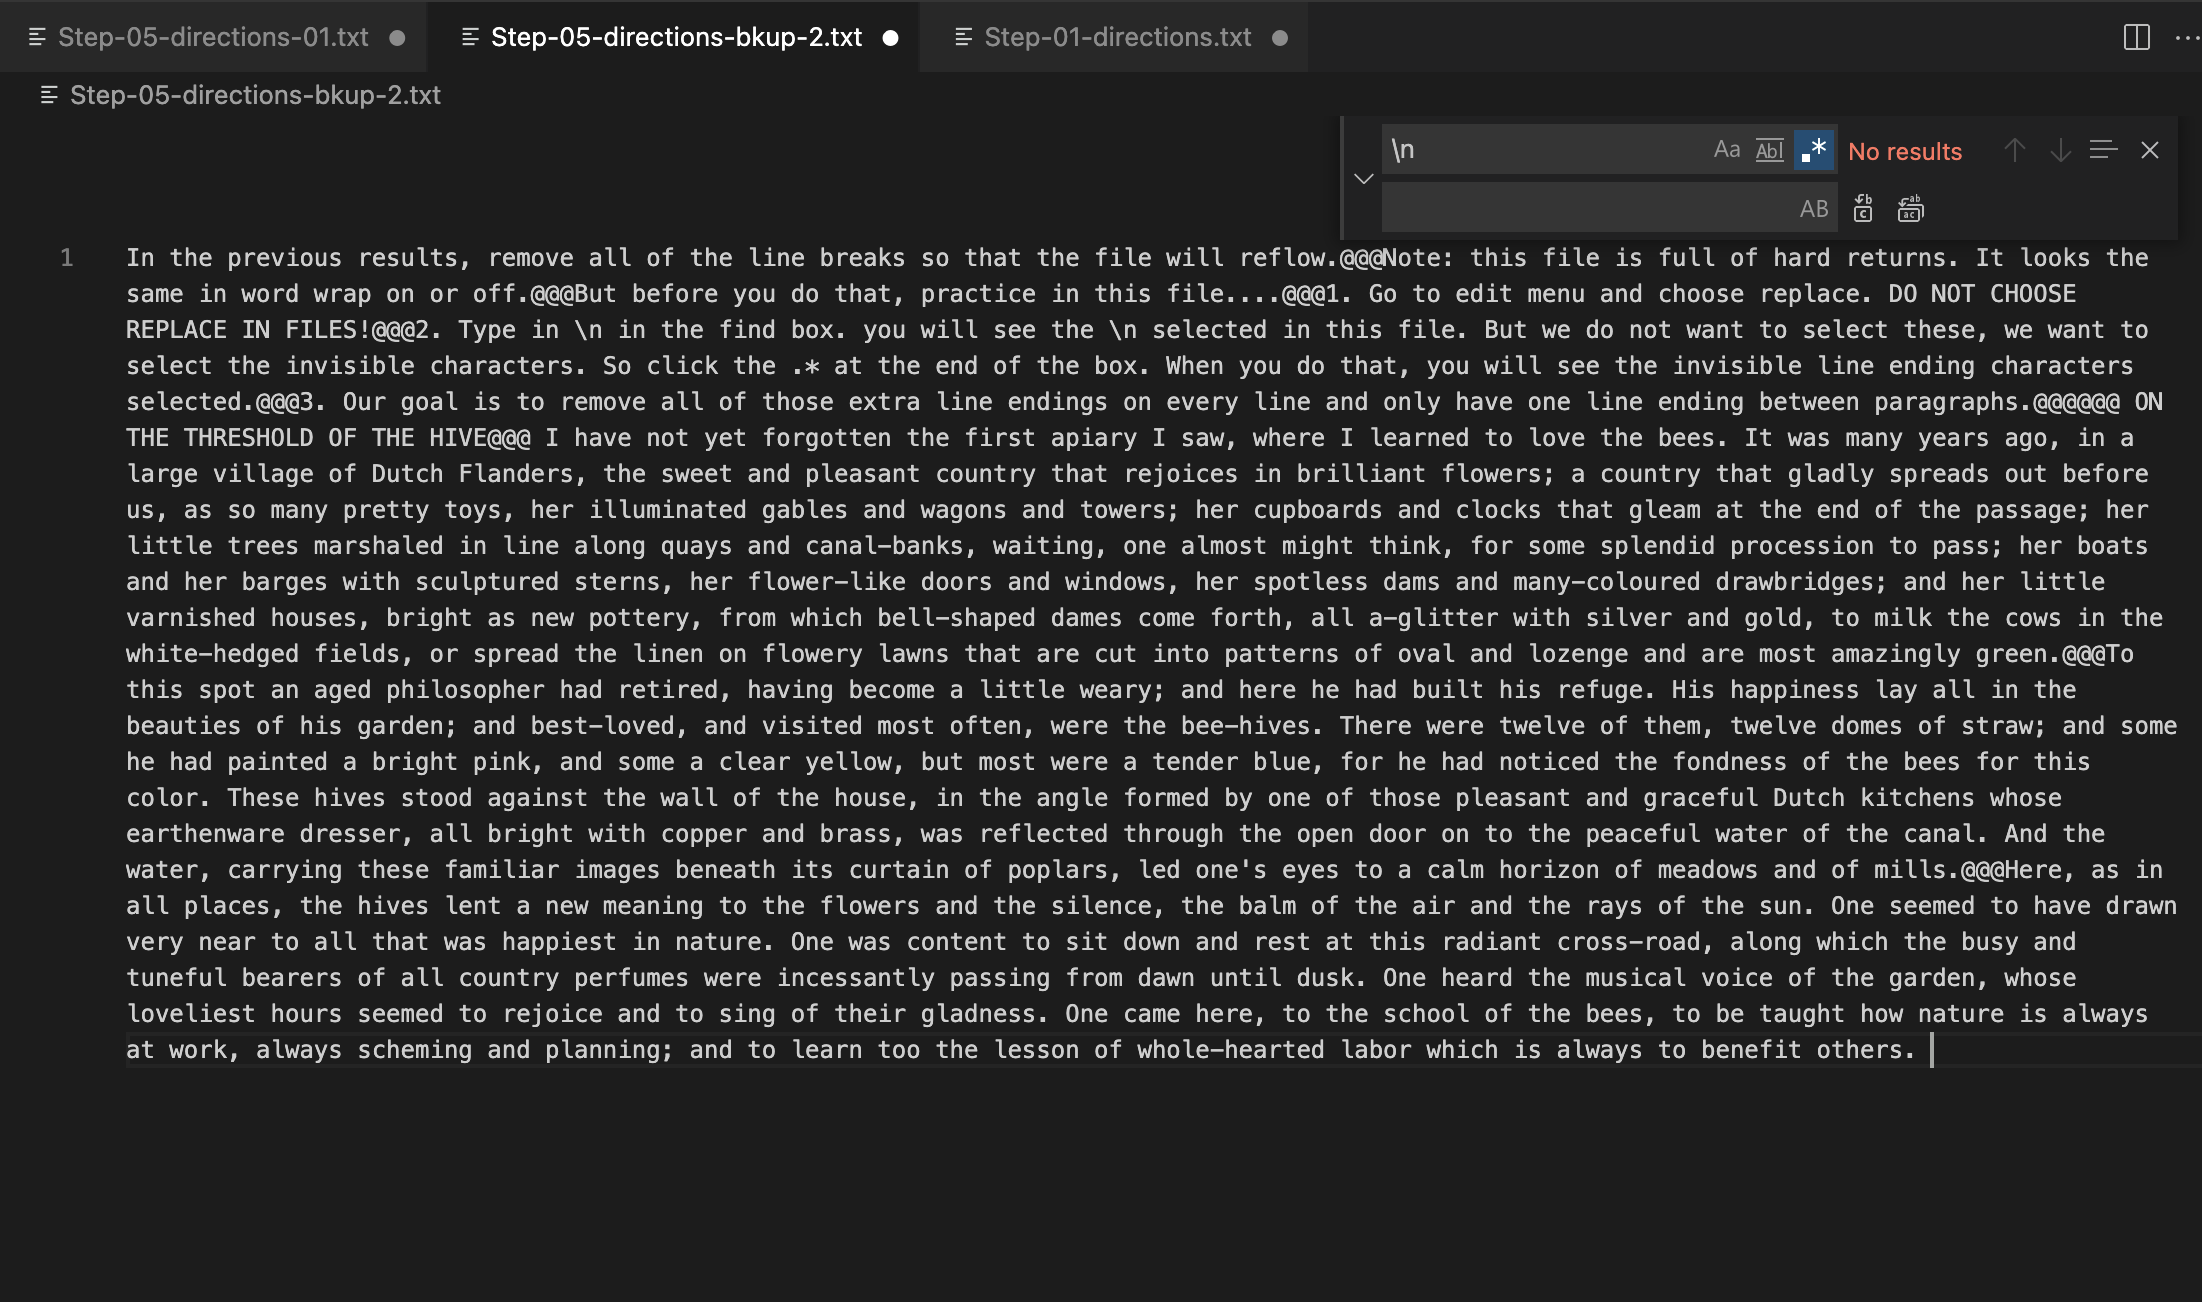 Step-05-directions-01.txt Step-05-directions-bkup-2.txt Step-01-directions.txt
Step-05-directions-bkup-2.txt
\n Aa Abl .* No results
AB
1 In the previous results, remove all of the line breaks so that the file will reflow.@@@Note: this file is full of hard returns. It looks the
same in word wrap on or off.@@@But before you do that, practice in this file....@@@1. Go to edit menu and choose replace. DO NOT CHOOSE
REPLACE IN FILES!@@@2. Type in \n in the find box. you will see the \n selected in this file. But we do not want to select these, we want to
select the invisible characters. So click the .* at the end of the box. When you do that, you will see the invisible line ending characters
selected.@@@3. Our goal is to remove all of those extra line endings on every line and only have one line ending between paragraphs.@@@@@@ ON
THE THRESHOLD OF THE HIVE@@@ I have not yet forgotten the first apiary I saw, where I learned to love the bees. It was many years ago, in a
large village of Dutch Flanders, the sweet and pleasant country that rejoices in brilliant flowers; a country that gladly spreads out before
us, as so many pretty toys, her illuminated gables and wagons and towers; her cupboards and clocks that gleam at the end of the passage; her
little trees marshaled in line along quays and canal-banks, waiting, one almost might think, for some splendid procession to pass; her boats
and her barges with sculptured sterns, her flower-like doors and windows, her spotless dams and many-coloured drawbridges; and her little
varnished houses, bright as new pottery, from which bell-shaped dames come forth, all a-glitter with silver and gold, to milk the cows in the
white-hedged fields, or spread the linen on flowery lawns that are cut into patterns of oval and lozenge and are most amazingly green.@@@To
this spot an aged philosopher had retired, having become a little weary; and here he had built his refuge. His happiness lay all in the
beauties of his garden; and best-loved, and visited most often, were the bee-hives. There were twelve of them, twelve domes of straw; and some
he had painted a bright pink, and some a clear yellow, but most were a tender blue, for he had noticed the fondness of the bees for this
color. These hives stood against the wall of the house, in the angle formed by one of those pleasant and graceful Dutch kitchens whose
earthenware dresser, all bright with copper and brass, was reflected through the open door on to the peaceful water of the canal. And the
water, carrying these familiar images beneath its curtain of poplars, led one's eyes to a calm horizon of meadows and of mills.@@@Here, as in
all places, the hives lent a new meaning to the flowers and the silence, the balm of the air and the rays of the sun. One seemed to have drawn
very near to all that was happiest in nature. One was content to sit down and rest at this radiant cross-road, along which the busy and
tuneful bearers of all country perfumes were incessantly passing from dawn until dusk. One heard the musical voice of the garden, whose
loveliest hours seemed to rejoice and to sing of their gladness. One came here, to the school of the bees, to be taught how nature is always
at work, always scheming and planning; and to learn too the lesson of whole-hearted labor which is always to benefit others.